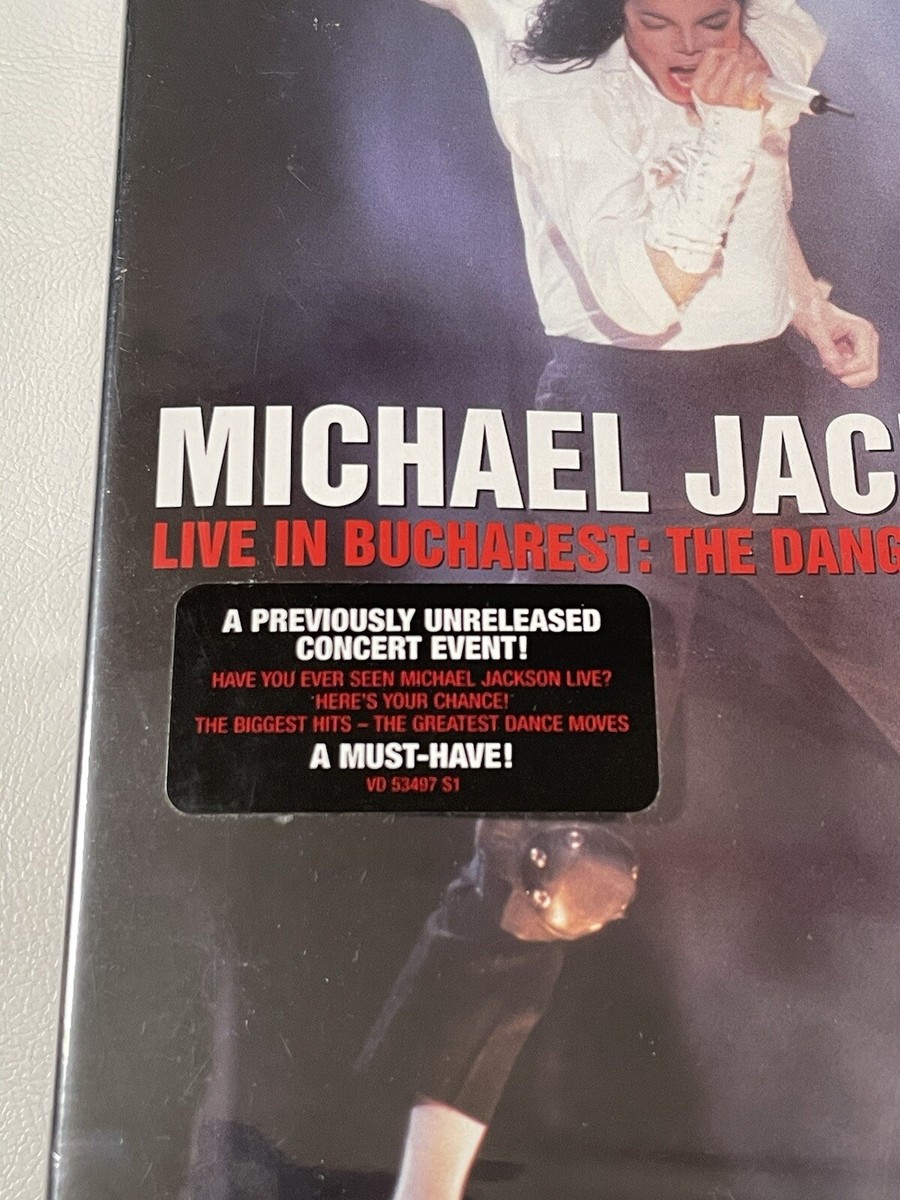 MICHAEL JAC
LIVE IN BUCHAREST: THE DANG
A PREVIOUSLY UNRELEASED
CONCERT EVENT!
HAVE YOU EVER SEEN MICHAEL JACKSON LIVE?
HERE'S YOUR CHANCE!
THE BIGGEST HITS – THE GREATEST DANCE MOVES
A MUST-HAVE!
VD 53497 S1